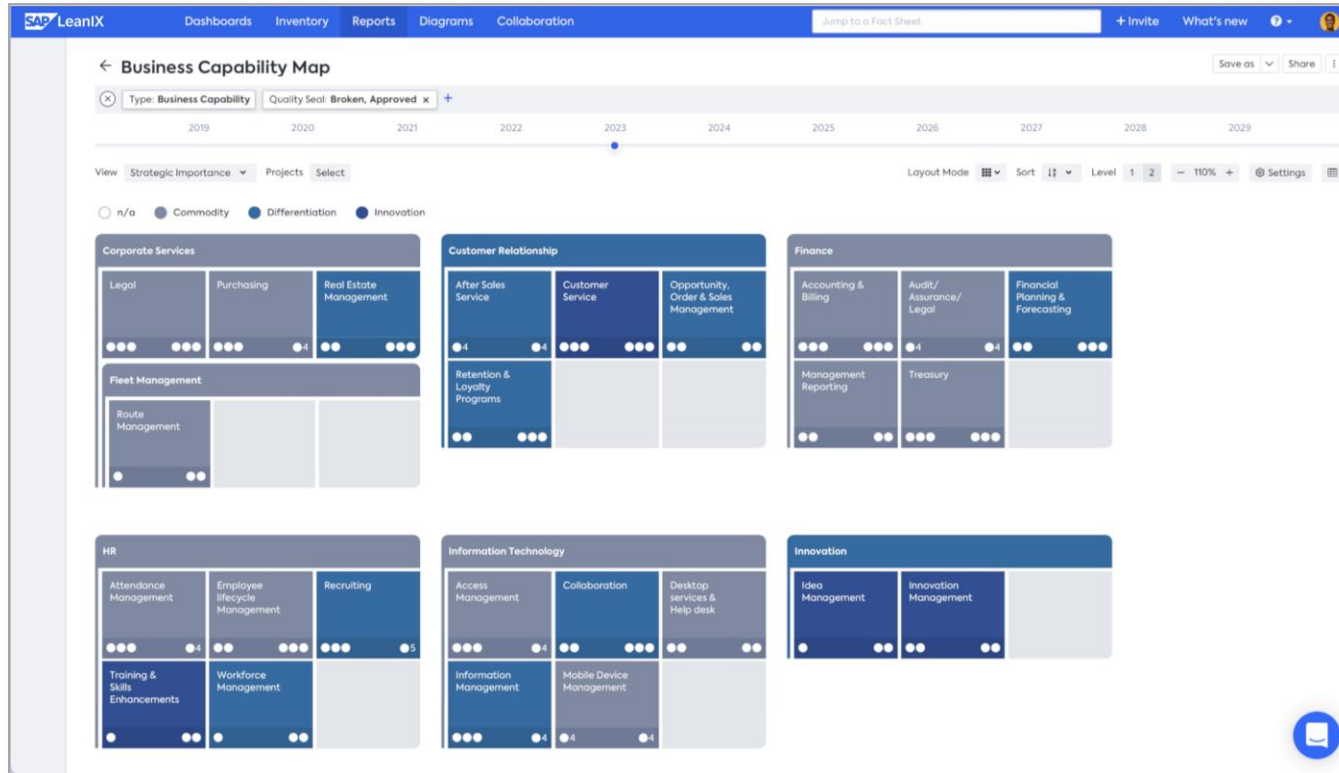 SAP LeanIX Dashboards Inventory Reports Diagrams Collaboration Jump to a Fact Sheet + Invite What's new ?
← Business Capability Map Save as Share
Type: Business Capability Quality Seal: Broken, Approved × +
2019 2020 2021 2022 2023 2024 2025 2026 2027 2028 2029
View Strategic Importance Projects Select Layout Mode Sort Level 1 2 − 110% + Settings
n/a Commodity Differentiation Innovation
Corporate Services
Legal
Purchasing
4
Real Estate
Management
Fleet Management
Route
Management
Customer Relationship
After Sales
Service
4 4
Customer
Service
Opportunity,
Order & Sales
Management
Retention &
Loyalty
Programs
Finance
Accounting &
Billing
Audit/
Assurance/
Legal
4 4
Financial
Planning &
Forecasting
Management
Reporting
Treasury
HR
Attendance
Management
4
Employee
lifecycle
Management
Recruiting
5
Training &
Skills
Enhancements
Workforce
Management
Information Technology
Access
Management
4
Collaboration
Desktop
services &
Help desk
Information
Management
4
Mobile Device
Management
4 4
Innovation
Idea
Management
Innovation
Management